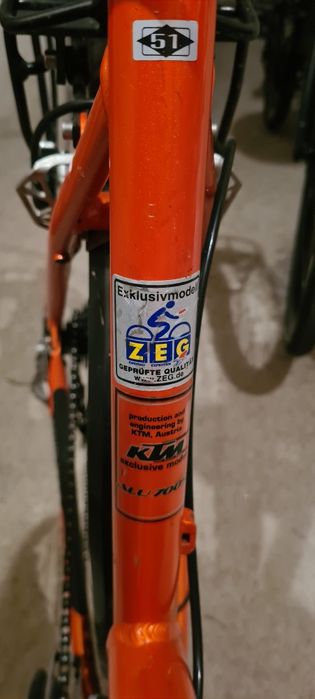 51
Exklusivmodell
ZEG
GEPRÜFTE QUALITÄT
www.ZEG.de
production and
engineering by
KTM, Austria
KTM
exclusive model
ALU 7005